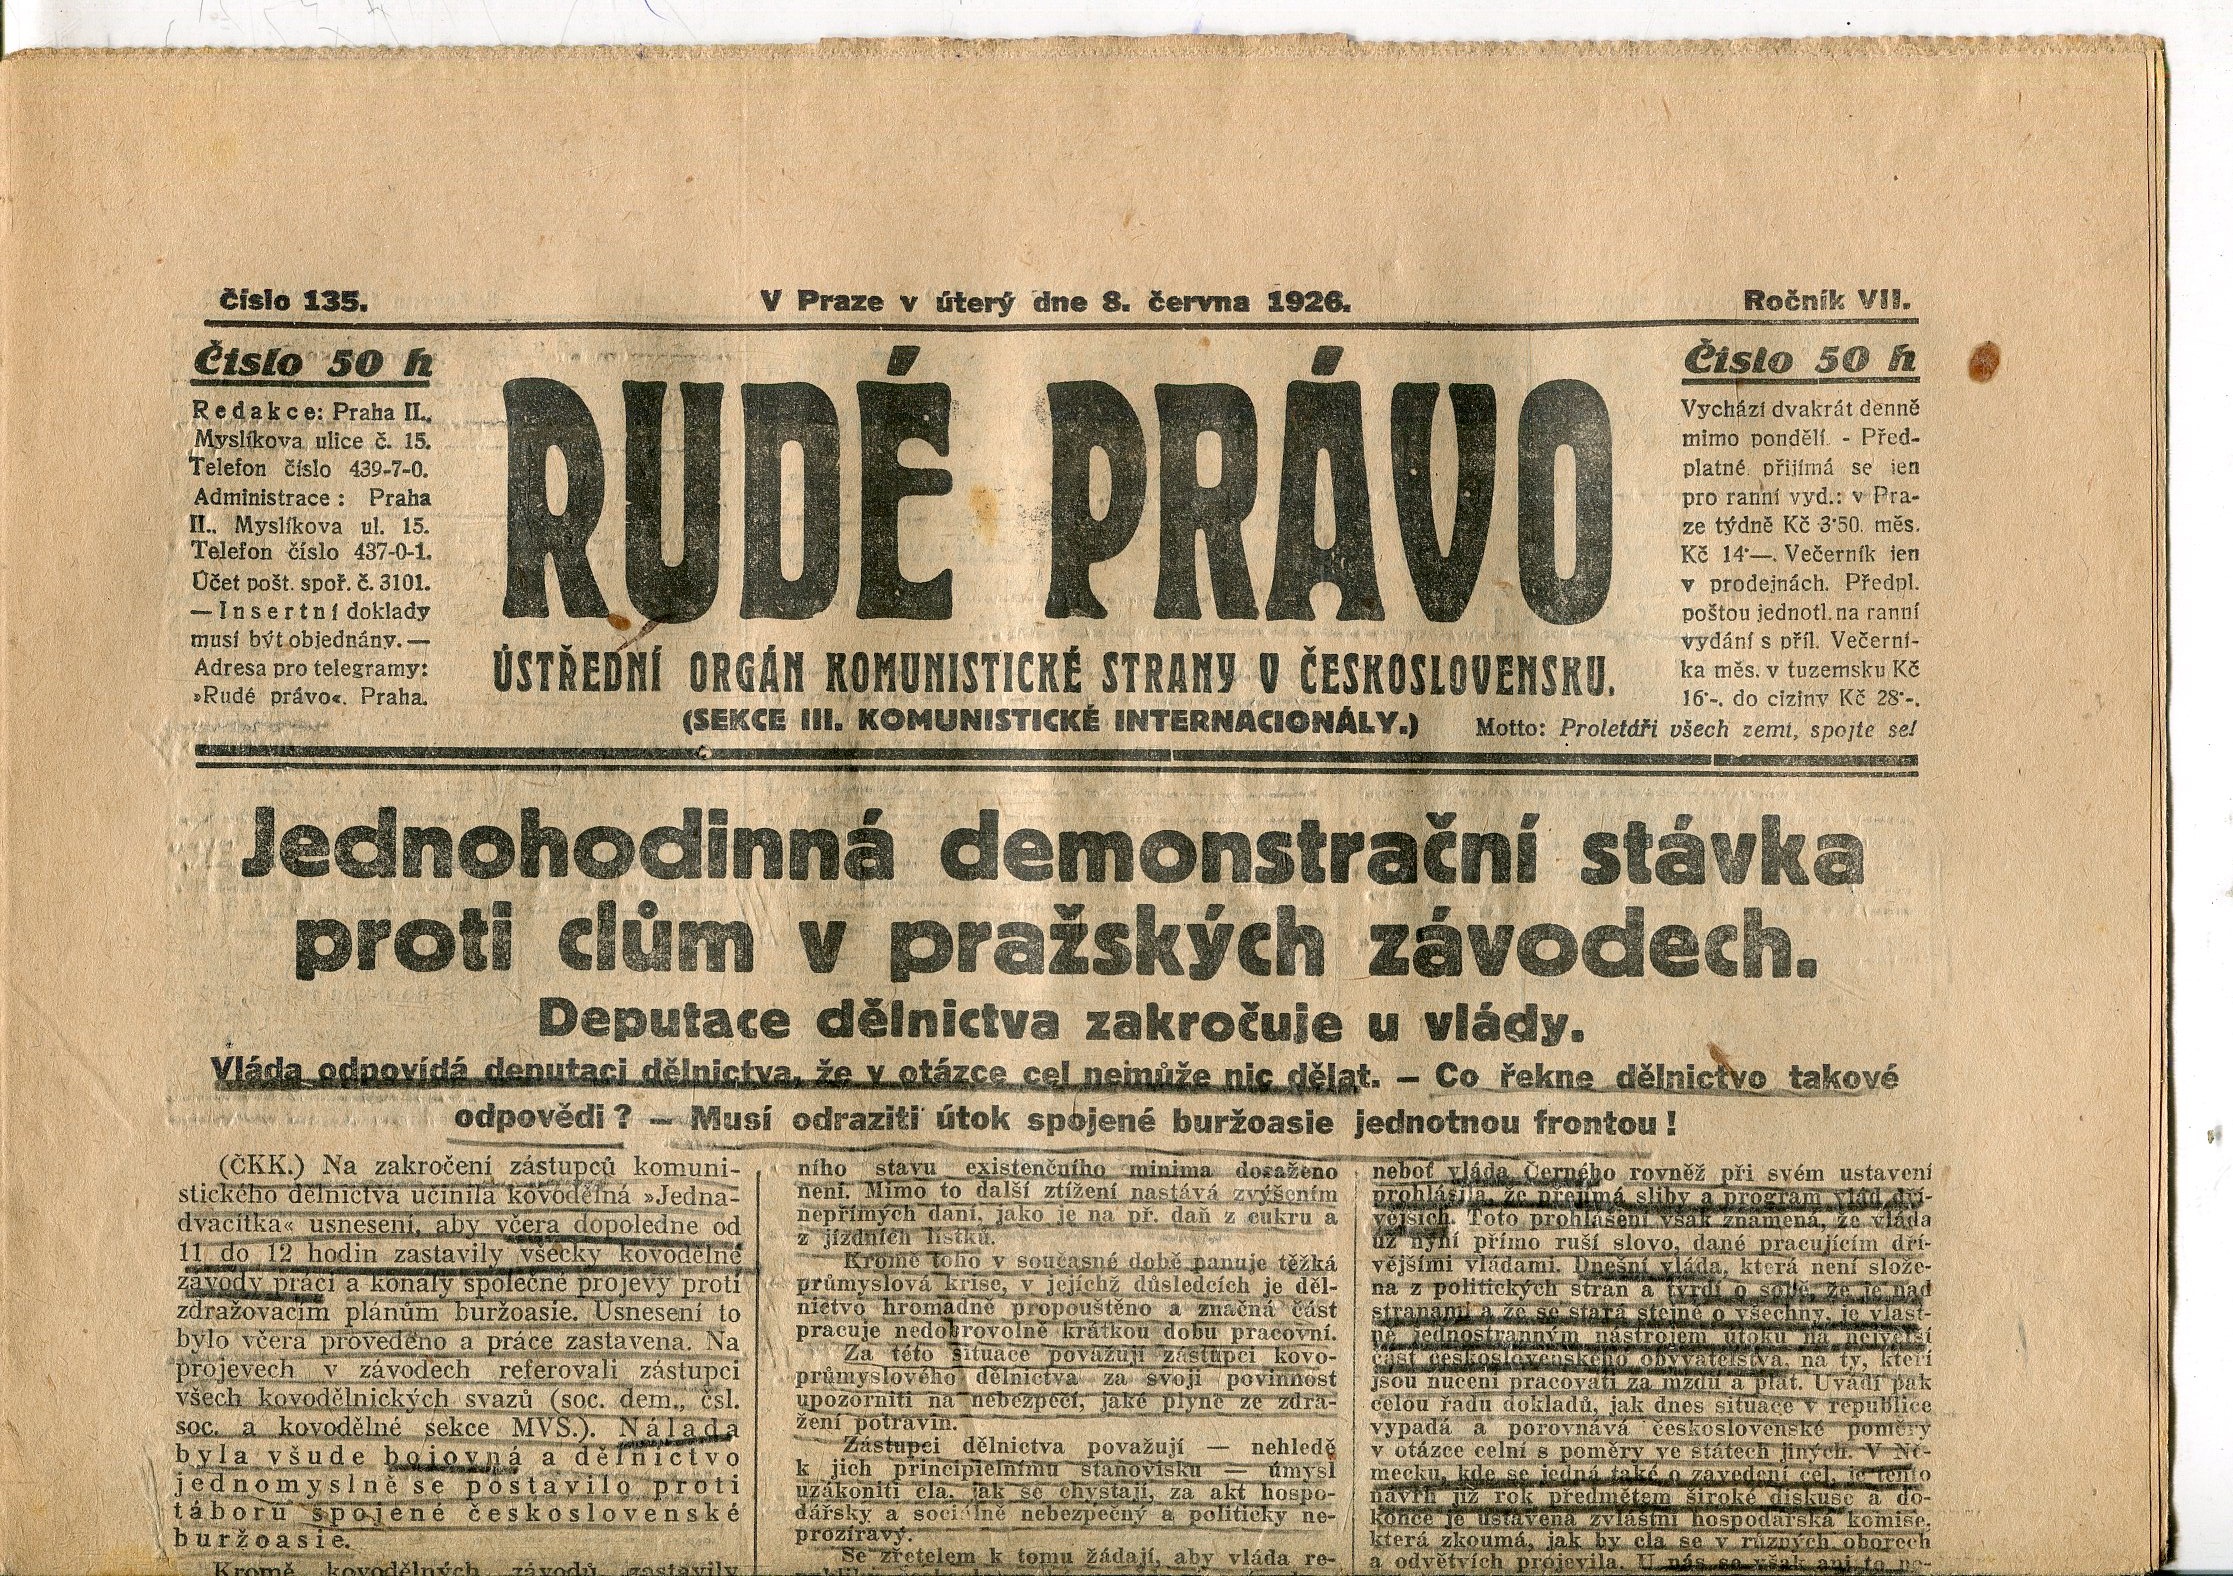 Číslo 135.
V Praze v úterý dne 8. června 1926.
Ročník VII.
Číslo 50 h
Redakce: Praha II.,
Myslíkova ulice č. 15.
Telefon číslo 439-7-0.
Administrace: Praha
II., Myslíkova ul. 15.
Telefon číslo 437-0-1.
Účet pošt. spoř. č. 3101.
— Insertní doklady
musí být objednány. —
Adresa pro telegramy:
»Rudé právo«, Praha.
RUDÉ PRÁVO
ÚSTŘEDNÍ ORGÁN KOMUNISTICKÉ STRANY V ČESKOSLOVENSKU.
(SEKCE III. KOMUNISTICKÉ INTERNACIONÁLY.)
Číslo 50 h
Vychází dvakrát denně
mimo pondělí. - Před-
platné přijímá se jen
pro ranní vyd.: v Pra-
ze týdně Kč 3·50, měs.
Kč 14·—. Večerník jen
v prodejnách. Předpl.
poštou jednotl. na ranní
vydání s příl. Večerní-
ka měs. v tuzemsku Kč
16·-, do ciziny Kč 28·-.
Motto: Proletáři všech zemí, spojte se!
Jednohodinná demonstrační stávka
proti clům v pražských závodech.
Deputace dělnictva zakročuje u vlády.
Vláda odpovídá deputaci dělnictva, že v otázce cel nemůže nic dělat. — Co řekne dělnictvo takové
odpovědi? — Musí odraziti útok spojené buržoasie jednotnou frontou!
(ČKK.) Na zakročení zástupců komuni-
stického dělnictva učinila kovodělná »Jedna-
dvacítka« usnesení, aby včera dopoledne od
11 do 12 hodin zastavily všecky kovodělné
závody práci a konaly společné projevy proti
zdražovacím plánům buržoasie. Usnesení to
bylo včera provedeno a práce zastavena. Na
projevech v závodech referovali zástupci
všech kovodělnických svazů (soc. dem., čsl.
soc. a kovodělné sekce MVS.). Nálada
byla všude bojovná a dělnictvo
jednomyslně se postavilo proti
táboru spojené československé
buržoasie.
Kromě kovodělných závodů zastavily
ního stavu existenčního minima dosaženo
není. Mimo to další ztížení nastává zvýšením
nepřímých daní, jako je na př. daň z cukru a
z jízdních lístků.
Kromě toho v současné době panuje těžká
průmyslová krise, v jejíchž důsledcích je děl-
nictvo hromadně propouštěno a značná část
pracuje nedobrovolně krátkou dobu pracovní.
Za této situace považují zástupci kovo-
průmyslového dělnictva za svoji povinnost
upozorniti na nebezpečí, jaké plyne ze zdra-
žení potravin.
Zástupci dělnictva považují — nehledě
k jich principielnímu stanovisku — úmysl
uzákoniti cla, jak se chystají, za akt hospo-
dářsky a sociálně nebezpečný a politicky ne-
prozíravý.
Se zřetelem k tomu žádají, aby vláda re-
neboť vláda Černého rovněž při svém ustavení
prohlásila, že přejímá sliby a program vlád dří-
vějších. Toto prohlášení však znamená, že vláda
už nyní přímo ruší slovo, dané pracujícím dří-
vějšími vládami. Dnešní vláda, která není slože-
na z politických stran a tvrdí o sobě, že je nad
stranami a že se stará stejně o všechny, je vlast-
ně jednostranným nástrojem útoku na největší
část československého obyvatelstva, na ty, kteří
jsou nuceni pracovati za mzdu a plat. Uvádí pak
celou řadu dokladů, jak dnes situace v republice
vypadá a porovnává československé poměry
v otázce celní s poměry ve státech jiných. V Ně-
mecku, kde se jedná také o zavedení cel, je tento
návrh již rok předmětem široké diskuse a do-
konce je ustavena zvláštní hospodářská komise,
která zkoumá, jak by cla se v různých oborech
a odvětvích projevila. U nás se však ani to ne-